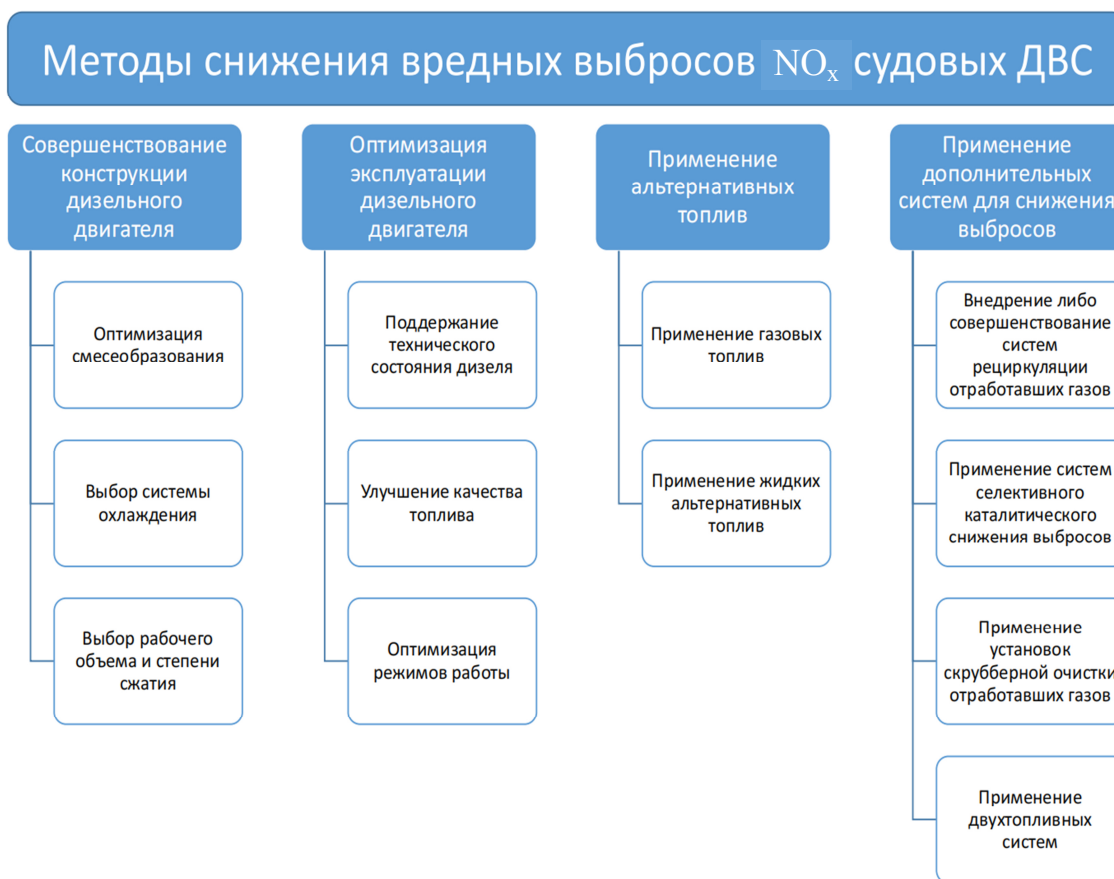 Методы снижения вредных выбросов NOₓ судовых ДВС
Совершенствование
конструкции
дизельного
двигателя
Оптимизация
смесеобразования
Выбор системы
охлаждения
Выбор рабочего
объема и степени
сжатия
Оптимизация
эксплуатации
дизельного
двигателя
Поддержание
технического
состояния дизеля
Улучшение качества
топлива
Оптимизация
режимов работы
Применение
альтернативных
топлив
Применение газовых
топлив
Применение жидких
альтернативных
топлив
Применение
дополнительных
систем для снижения
выбросов
Внедрение либо
совершенствование
систем
рециркуляции
отработавших газов
Применение систем
селективного
каталитического
снижения выбросов
Применение
установок
скрубберной очистки
отработавших газов
Применение
двухтопливных
систем